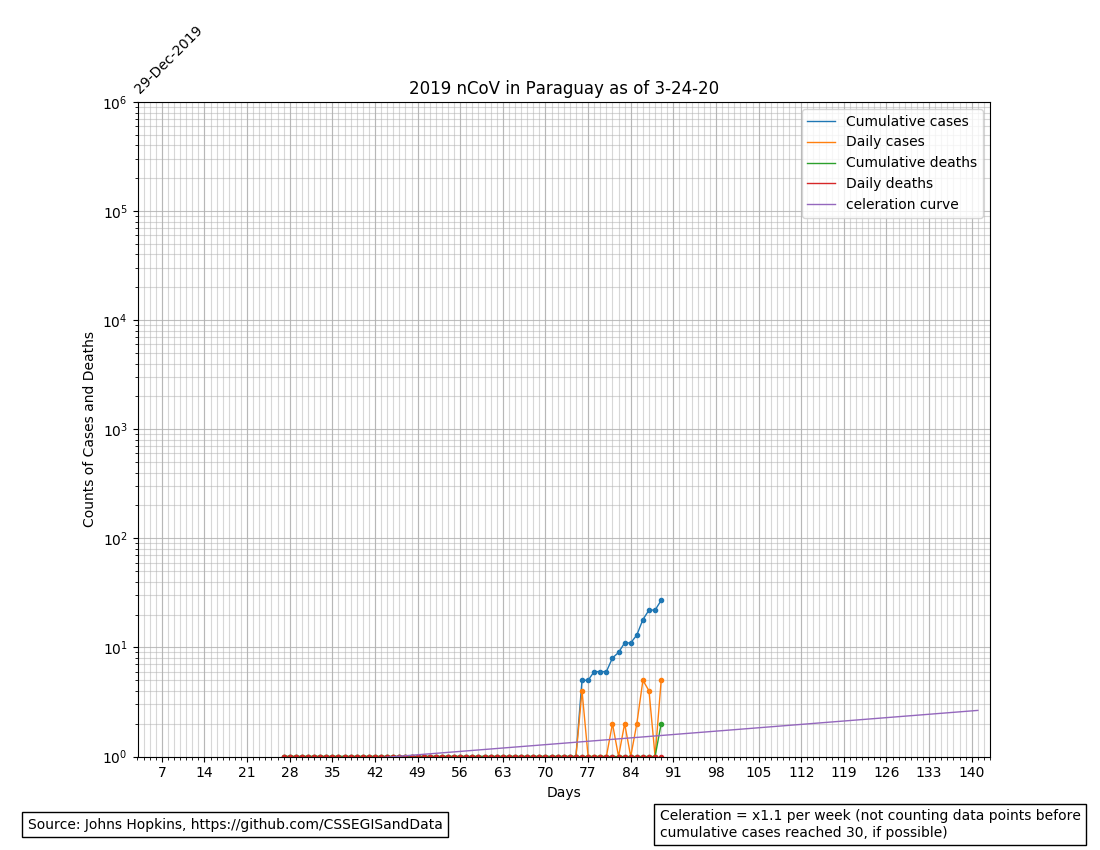 29-Dec-2019
2019 nCoV in Paraguay as of 3-24-20
Cumulative cases
Daily cases
Cumulative deaths
Daily deaths
celeration curve
10^6
10^5
10^4
10^3
10^2
10^1
10^0
Counts of Cases and Deaths
7 14 21 28 35 42 49 56 63 70 77 84 91 98 105 112 119 126 133 140
Days
Source: Johns Hopkins, https://github.com/CSSEGISandData
Celeration = x1.1 per week (not counting data points before
cumulative cases reached 30, if possible)